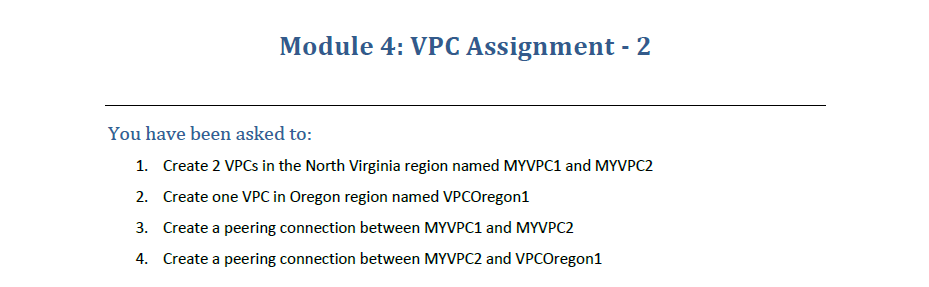 Module 4: VPC Assignment - 2
You have been asked to:
1. Create 2 VPCs in the North Virginia region named MYVPC1 and MYVPC2
2. Create one VPC in Oregon region named VPCOregon1
3. Create a peering connection between MYVPC1 and MYVPC2
4. Create a peering connection between MYVPC2 and VPCOregon1